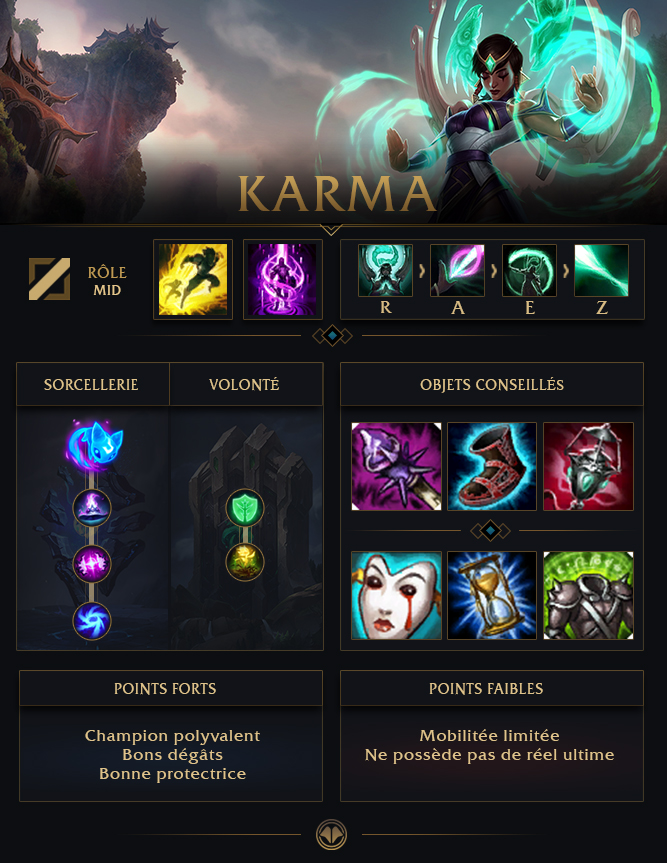 KARMA
RÔLE
MID
R A E Z
SORCELLERIE
VOLONTÉ
OBJETS CONSEILLÉS
POINTS FORTS
Champion polyvalent
Bons dégâts
Bonne protectrice
POINTS FAIBLES
Mobilitée limitée
Ne possède pas de réel ultime